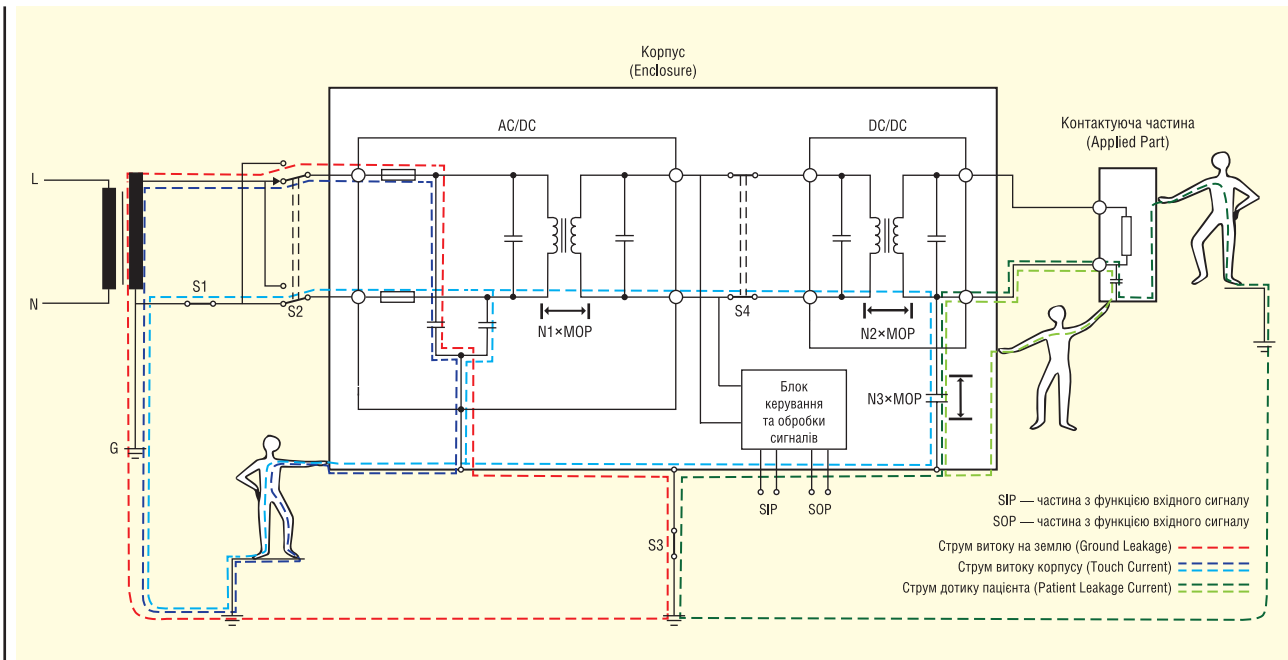 Корпус
(Enclosure)
AC/DC
DC/DC
Контактуюча частина
(Applied Part)
L
N
S1
S2
N1×MOP
S4
N2×MOP
N3×MOP
Блок
керування
та обробки
сигналів
G
SIP
SOP
S3
SIP — частина з функцією вхідного сигналу
SOP — частина з функцією вхідного сигналу
Струм витоку на землю (Ground Leakage)
Струм витоку корпусу (Touch Current)
Струм дотику пацієнта (Patient Leakage Current)